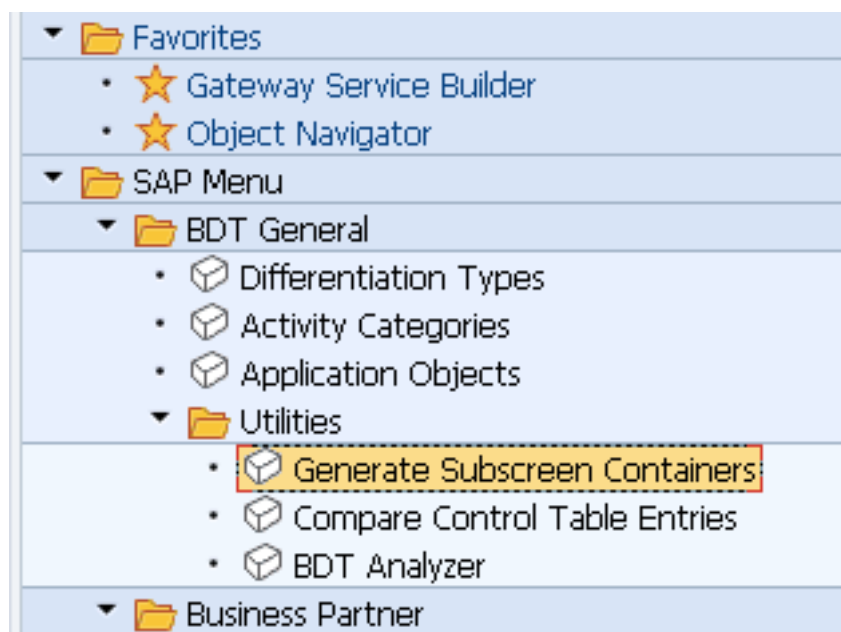 Favorites
Gateway Service Builder
Object Navigator
SAP Menu
BDT General
Differentiation Types
Activity Categories
Application Objects
Utilities
Generate Subscreen Containers
Compare Control Table Entries
BDT Analyzer
Business Partner